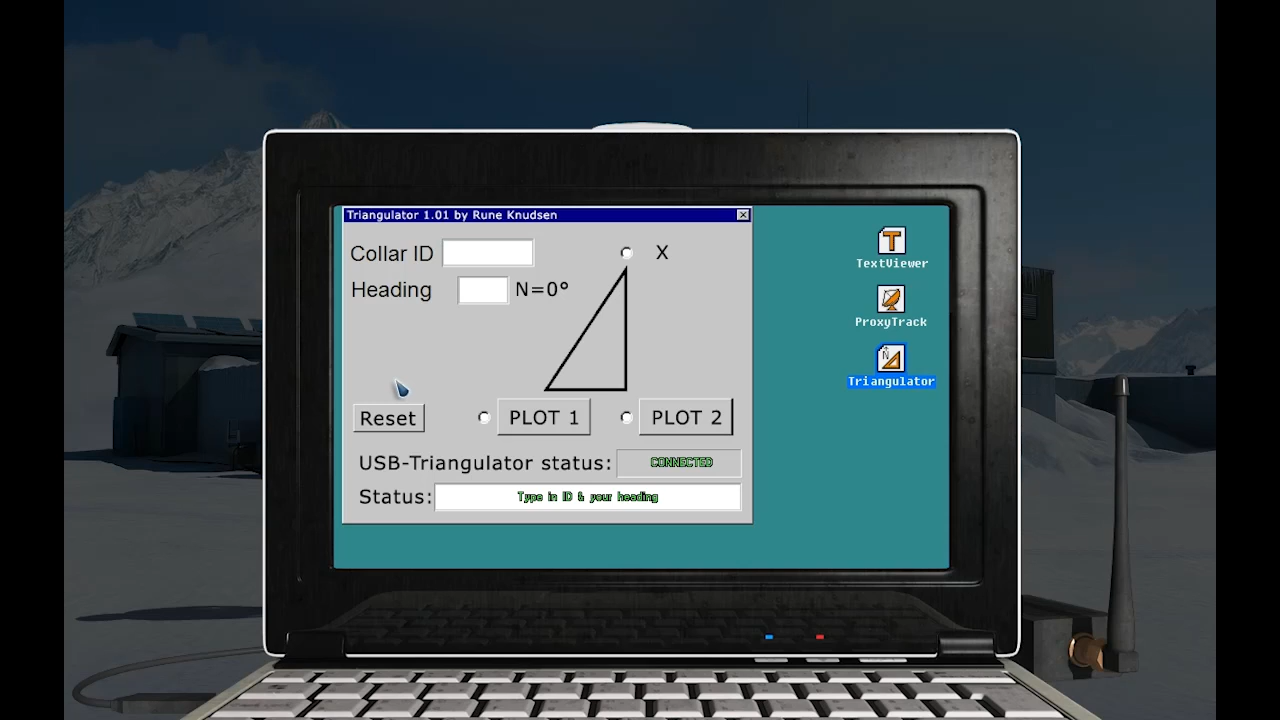 Triangulator 1.01 by Rune Knudsen
Collar ID
X
Heading
N=0°
Reset
PLOT 1
PLOT 2
USB-Triangulator status:
CONNECTED
Status:
Type in ID & your heading
TextViewer
ProxyTrack
N
Triangulator